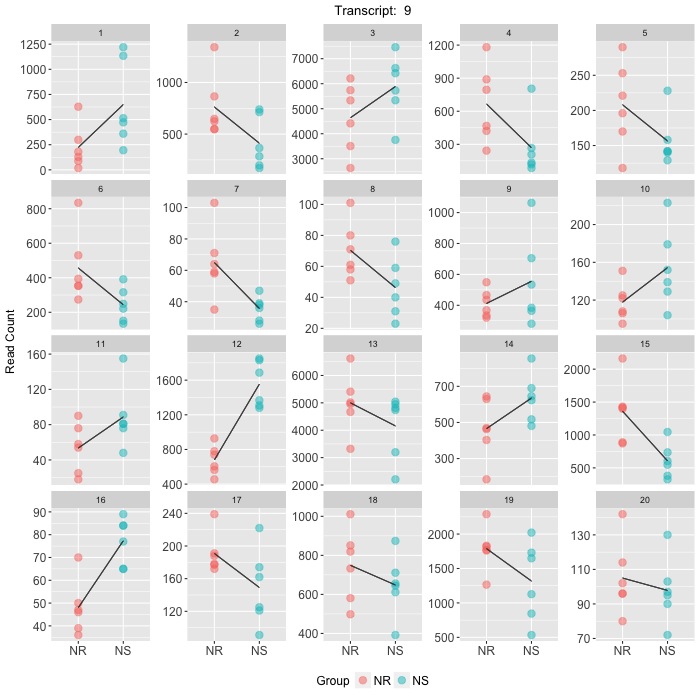 Transcript: 9
1 2 3 4 5
1250 1000 750 500 250 0
1000 500
7000 6000 5000 4000 3000
1200 900 600 300
250 200 150
6 7 8 9 10
800 600 400 200
100 80 60 40
100 80 60 40 20
1000 800 600 400
200 160 120
Read Count
11 12 13 14 15
160 120 80 40
1600 1200 800 400
6000 5000 4000 3000 2000
700 500 300
2000 1500 1000 500
16 17 18 19 20
90 80 70 60 50 40
240 200 160 120
1000 800 600 400
2000 1500 1000 500
130 110 90 70
NR NS NR NS NR NS NR NS NR NS
Group NR NS